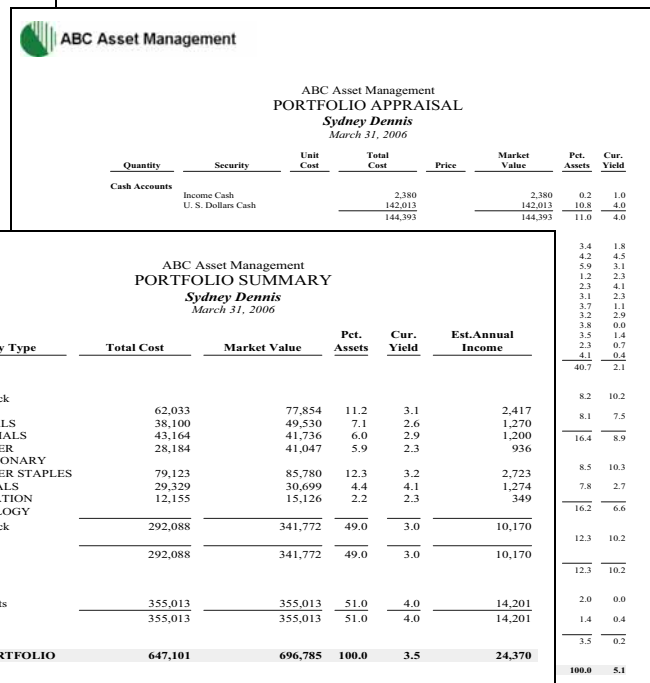 ABC Asset Management
ABC Asset Management
PORTFOLIO APPRAISAL
Sydney Dennis
March 31, 2006
Quantity Security Unit Cost Total Cost Price Market Value Pct. Assets Cur. Yield
Cash Accounts
Income Cash 2,380 2,380 0.2 1.0
U. S. Dollars Cash 142,013 142,013 10.8 4.0
144,393 144,393 11.0 4.0
3.4 1.8
4.2 4.5
5.9 3.1
1.2 2.3
2.3 4.1
3.1 2.3
3.7 1.1
3.2 2.9
3.8 0.0
3.5 1.4
2.3 0.7
4.1 0.4
40.7 2.1
8.2 10.2
8.1 7.5
16.4 8.9
8.5 10.3
7.8 2.7
16.2 6.6
12.3 10.2
12.3 10.2
2.0 0.0
1.4 0.4
3.5 0.2
100.0 5.1
ABC Asset Management
PORTFOLIO SUMMARY
Sydney Dennis
March 31, 2006
y Type Total Cost Market Value Pct. Assets Cur. Yield Est.Annual Income
ck
62,033 77,854 11.2 3.1 2,417
LS 38,100 49,530 7.1 2.6 1,270
IALS 43,164 41,736 6.0 2.9 1,200
ER 28,184 41,047 5.9 2.3 936
ONARY
ER STAPLES 79,123 85,780 12.3 3.2 2,723
ALS 29,329 30,699 4.4 4.1 1,274
TION 12,155 15,126 2.2 2.3 349
LOGY
ck 292,088 341,772 49.0 3.0 10,170
292,088 341,772 49.0 3.0 10,170
ts 355,013 355,013 51.0 4.0 14,201
355,013 355,013 51.0 4.0 14,201
RTFOLIO 647,101 696,785 100.0 3.5 24,370